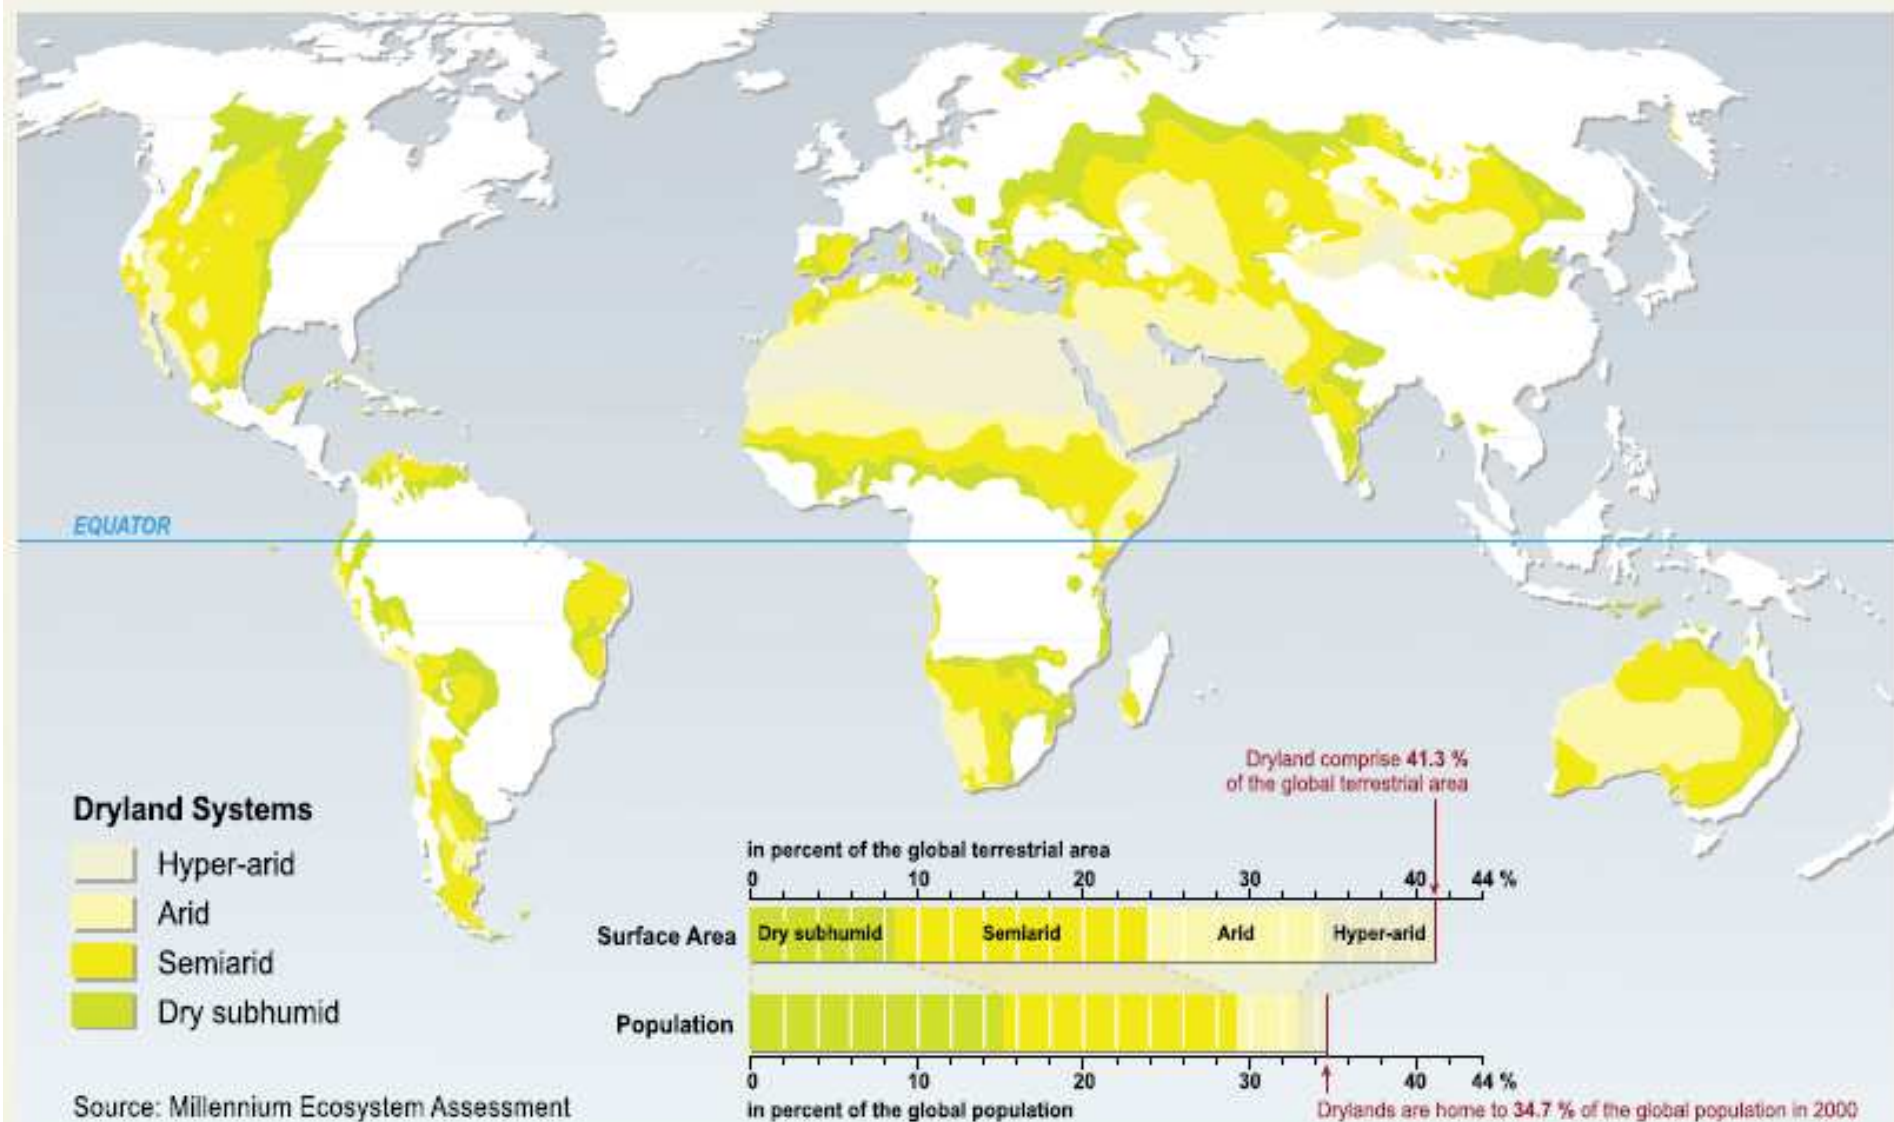 EQUATOR
Dryland comprise 41.3 %
of the global terrestrial area
Dryland Systems
Hyper-arid
Arid
Semiarid
Dry subhumid
in percent of the global terrestrial area
0 10 20 30 40 44 %
Surface Area Dry subhumid Semiarid Arid Hyper-arid
Population
0 10 20 30 40 44 %
in percent of the global population
Drylands are home to 34.7 % of the global population in 2000
Source: Millennium Ecosystem Assessment